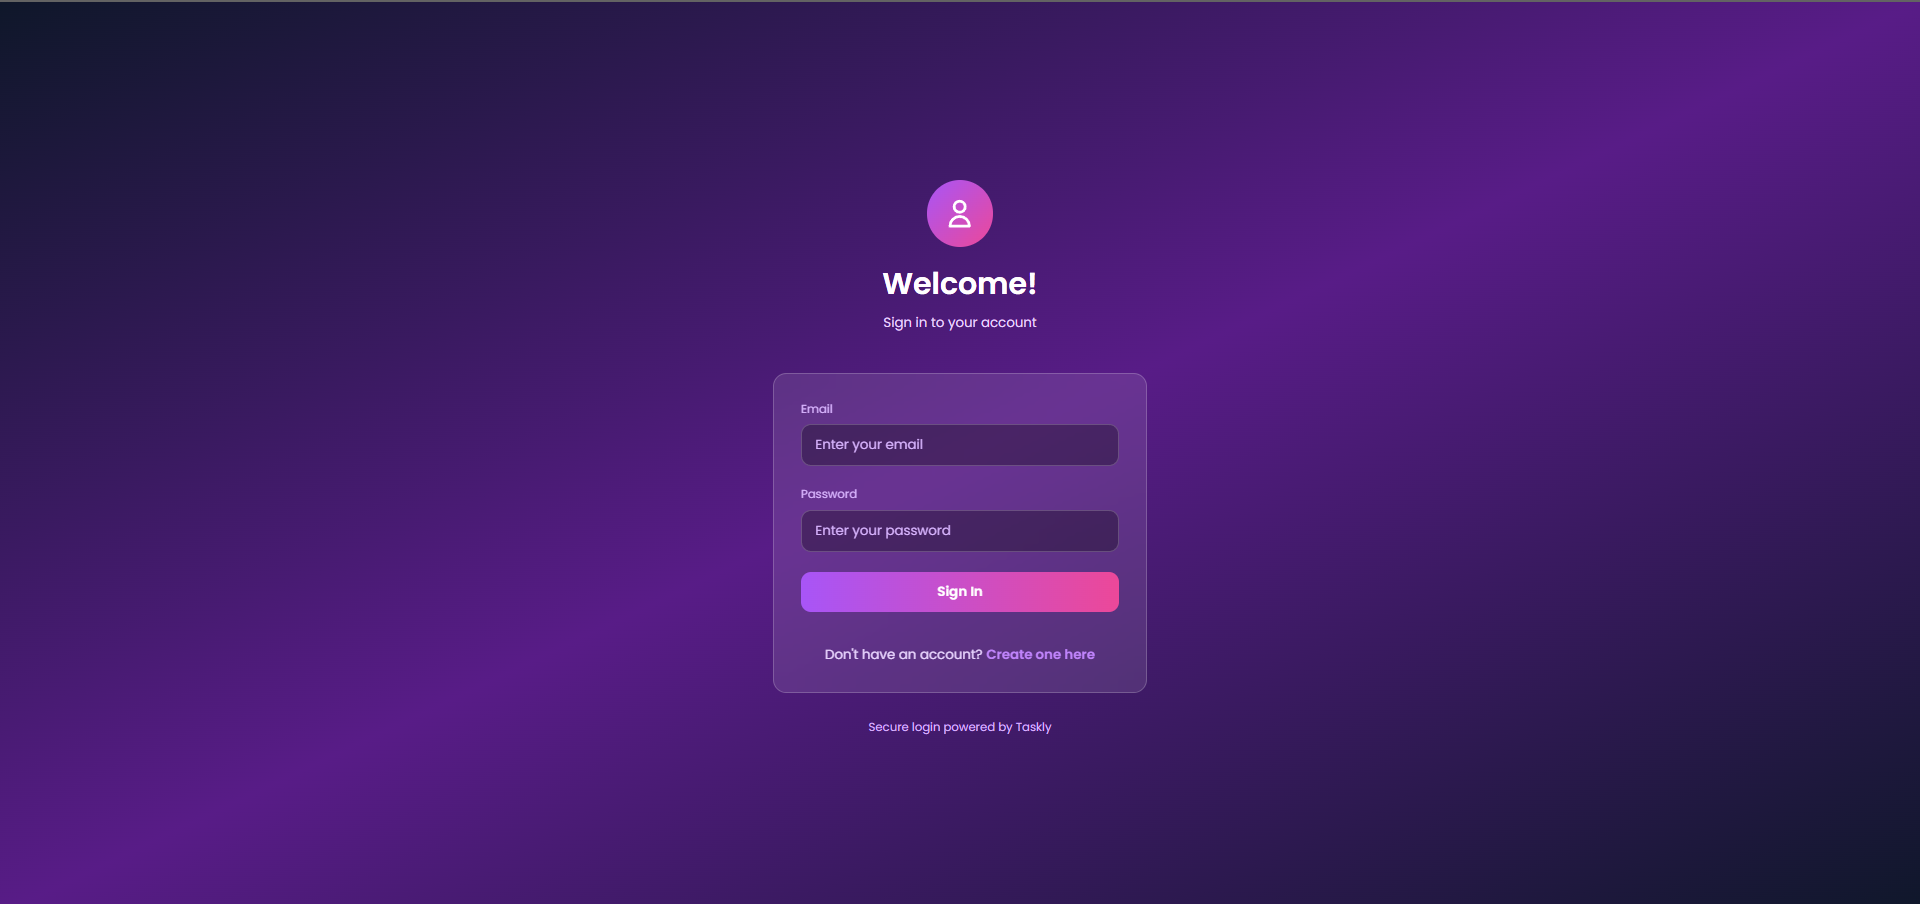 Welcome!
Sign in to your account
Email
Enter your email
Password
Enter your password
Sign In
Don't have an account? Create one here
Secure login powered by Taskly